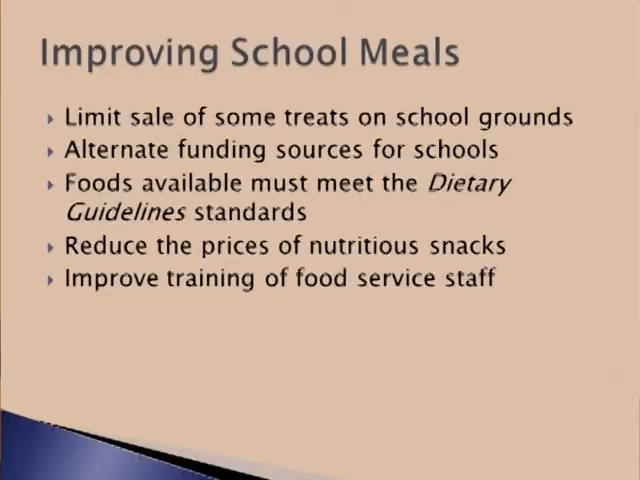 Improving School Meals
Limit sale of some treats on school grounds
Alternate funding sources for schools
Foods available must meet the Dietary
Guidelines standards
Reduce the prices of nutritious snacks
Improve training of food service staff